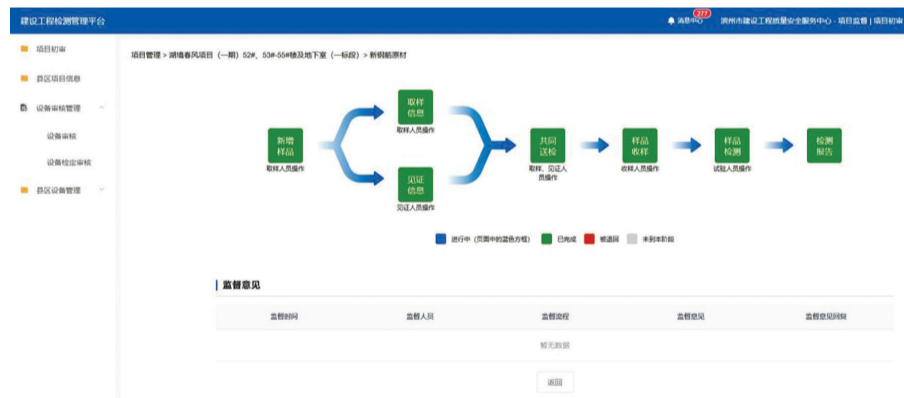 建设工程检测管理平台
消息中心
277
滨州市建设工程质量安全服务中心 - 项目监督 | 项目初审
项目初审
县区项目信息
设备审核管理
设备审核
设备检定审核
县区设备管理
项目管理 > 湖墙春风项目（一期）52#、53#-55#楼及地下室（一标段）> 新钢筋原材
新增
样品
取样人员操作
取样
信息
取样人员操作
见证
信息
见证人员操作
共同
送检
取样、见证人
员操作
样品
收样
收样人员操作
样品
检测
试验人员操作
检测
报告
进行中（页面中的蓝色方框）
已完成
被退回
未到本阶段
监督意见
监督时间
监督人员
监督流程
监督意见
监督意见回复
暂无数据
返回